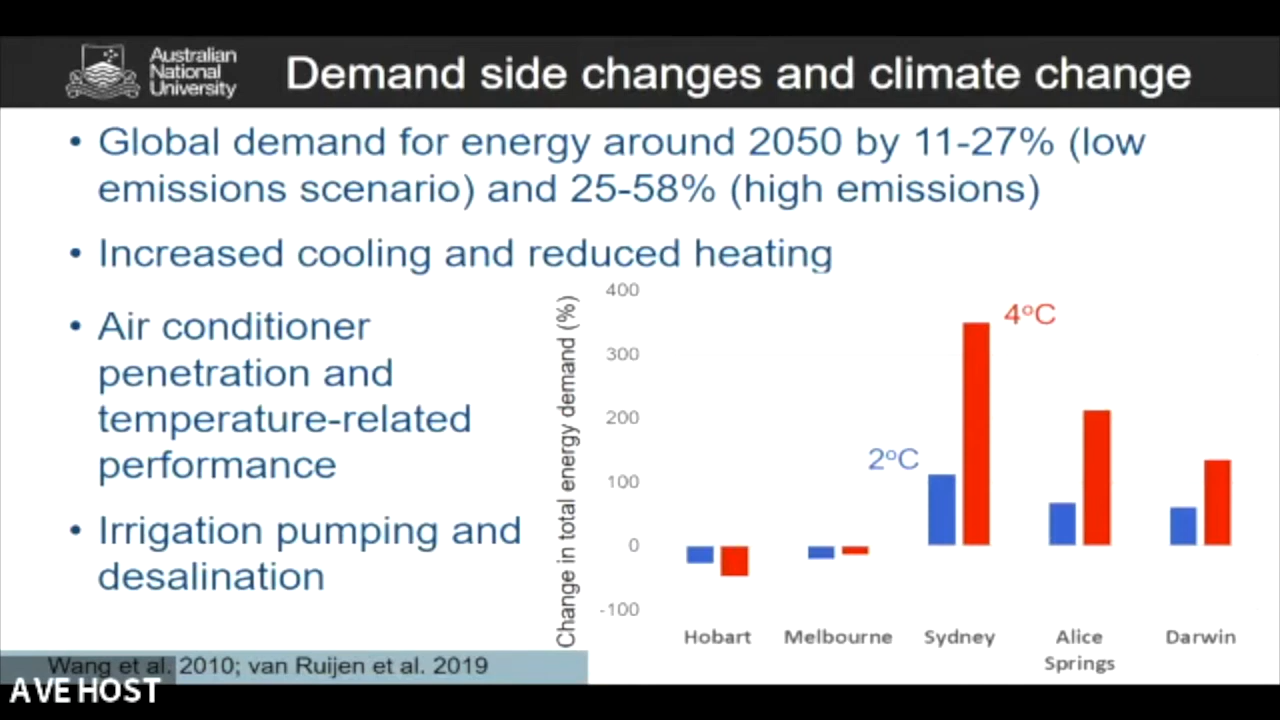 Australian
National
University
Demand side changes and climate change
• Global demand for energy around 2050 by 11-27% (low
emissions scenario) and 25-58% (high emissions)
• Increased cooling and reduced heating
• Air conditioner
penetration and
temperature-related
performance
• Irrigation pumping and
desalination
Change in total energy demand (%)
400
300
200
100
0
-100
4°C
2°C
Hobart
Melbourne
Sydney
Alice
Springs
Darwin
Wang et al. 2010; van Ruijen et al. 2019
AVE HOST